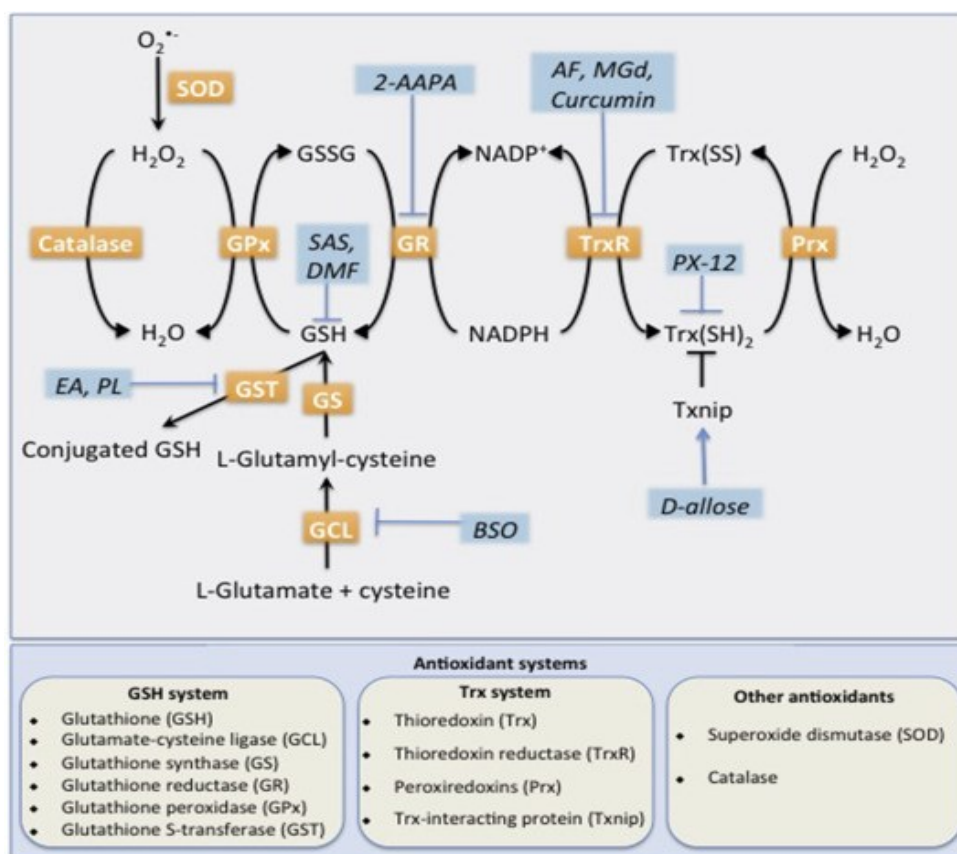 O₂•-
SOD
2-AAPA
AF, MGd,
Curcumin
H₂O₂
GSSG
NADP⁺
Trx(SS)
H₂O₂
Catalase
GPx
SAS,
DMF
GR
TrxR
PX-12
Prx
H₂O
GSH
NADPH
Trx(SH)₂
H₂O
EA, PL
GST
GS
Txnip
Conjugated GSH
L-Glutamyl-cysteine
D-allose
GCL
BSO
L-Glutamate + cysteine
Antioxidant systems
GSH system
• Glutathione (GSH)
• Glutamate-cysteine ligase (GCL)
• Glutathione synthase (GS)
• Glutathione reductase (GR)
• Glutathione peroxidase (GPx)
• Glutathione S-transferase (GST)
Trx system
• Thioredoxin (Trx)
• Thioredoxin reductase (TrxR)
• Peroxiredoxins (Prx)
• Trx-interacting protein (Txnip)
Other antioxidants
• Superoxide dismutase (SOD)
• Catalase